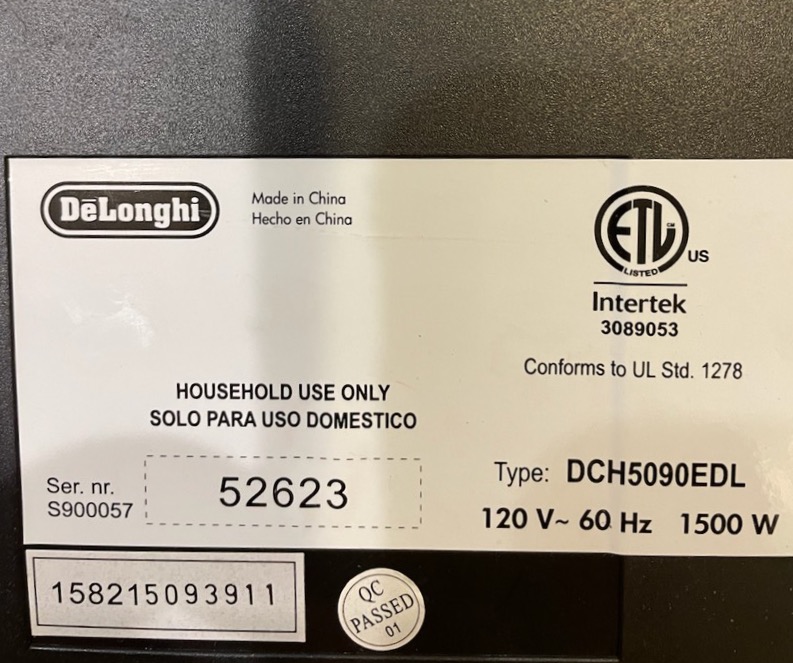 DēLonghi
Made in China
Hecho en China
ETL
CM
LISTED
US
Intertek
3089053
Conforms to UL Std. 1278
HOUSEHOLD USE ONLY
SOLO PARA USO DOMESTICO
Ser. nr.
S900057
52623
Type: DCH5090EDL
120 V~ 60 Hz 1500 W
158215093911
QC
PASSED
01